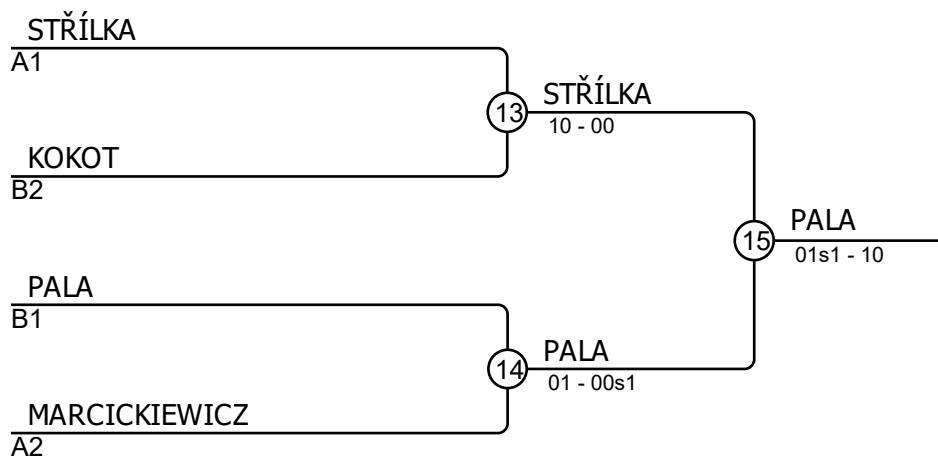 STŘÍLKA
A1
13
STŘÍLKA
10 - 00
KOKOT
B2
15
PALA
01s1 - 10
PALA
B1
14
PALA
01 - 00s1
MARCICKIEWICZ
A2